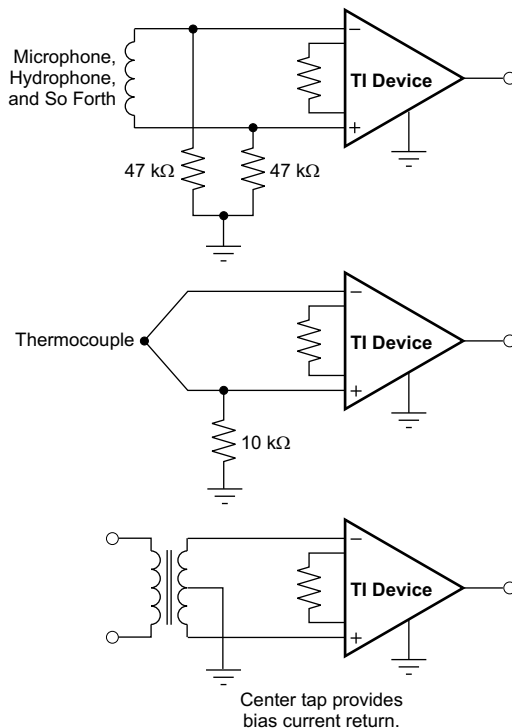 Microphone,
Hydrophone,
and So Forth
−
TI Device
+
47 kΩ
47 kΩ
Thermocouple
−
TI Device
+
10 kΩ
−
TI Device
+
Center tap provides
bias current return.